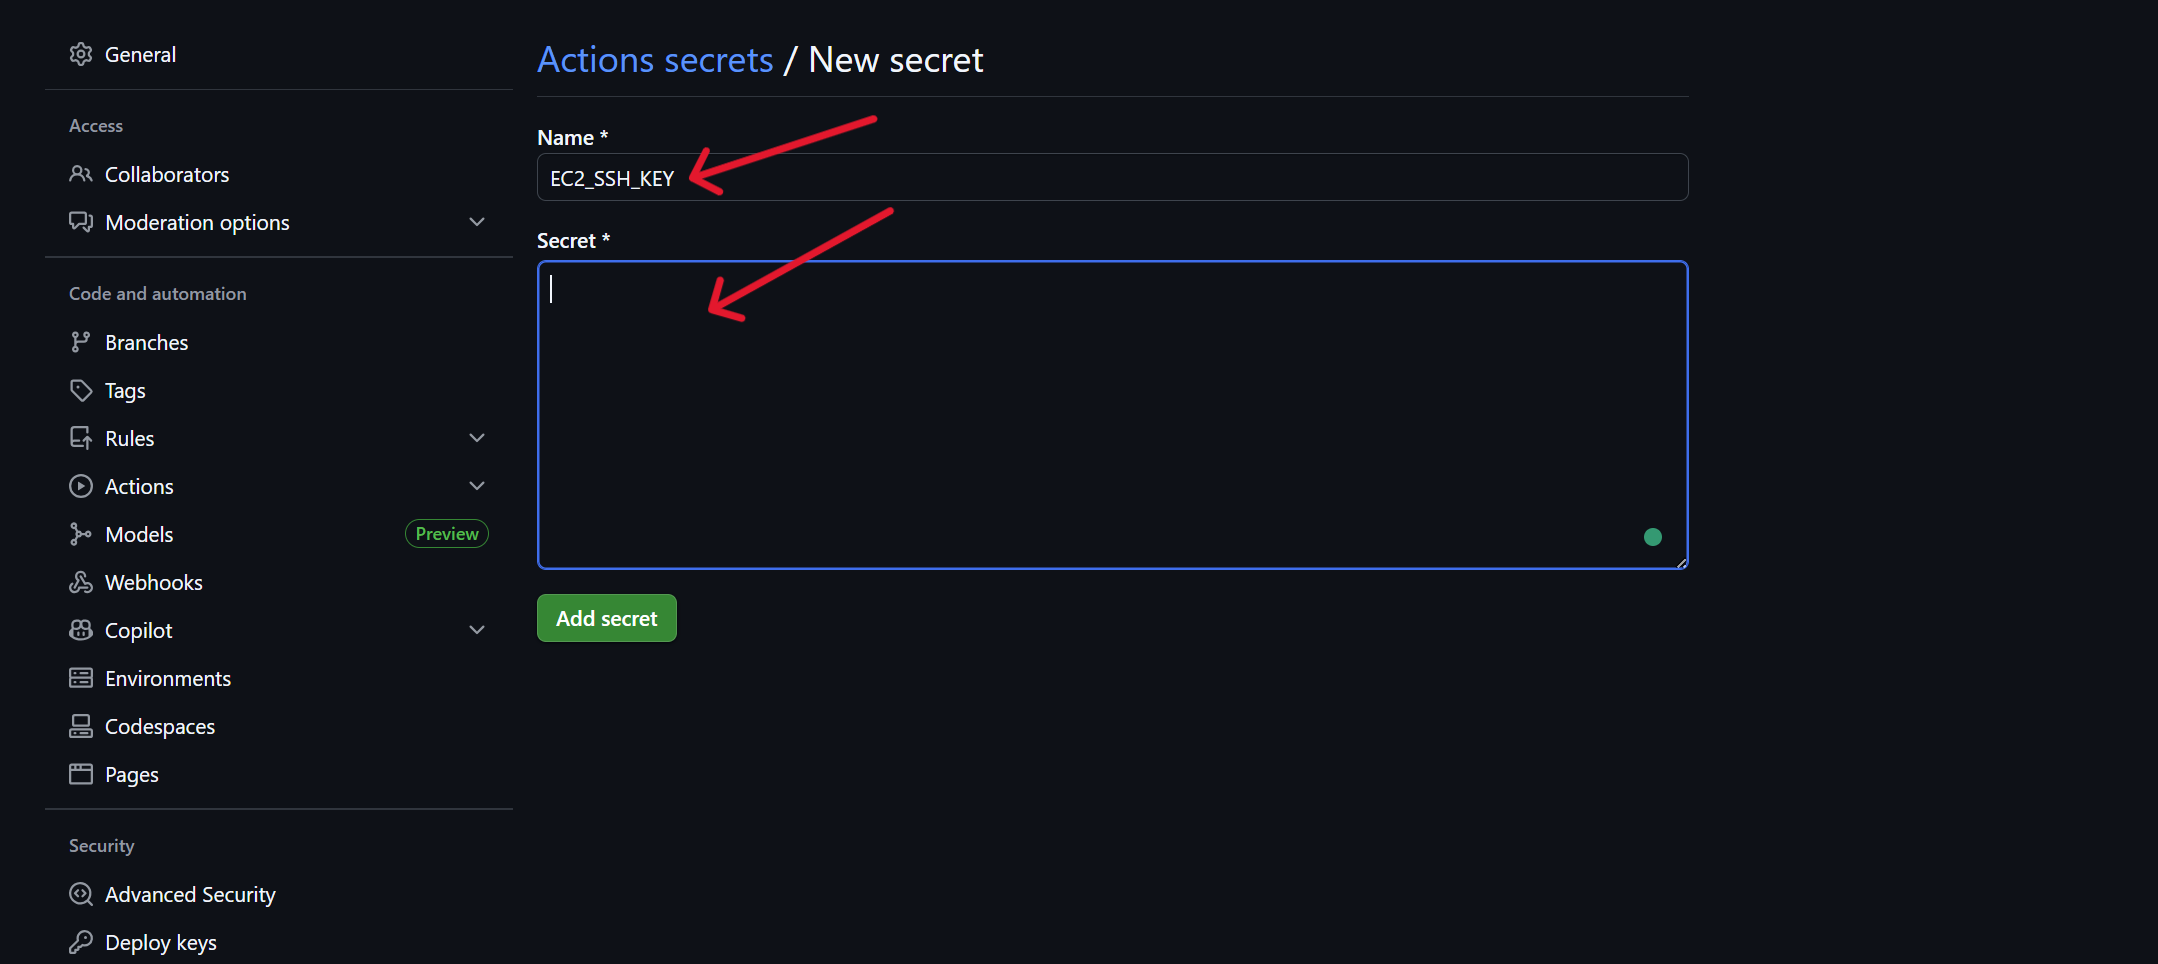 General
Access
Collaborators
Moderation options
Code and automation
Branches
Tags
Rules
Actions
Models Preview
Webhooks
Copilot
Environments
Codespaces
Pages
Security
Advanced Security
Deploy keys
Actions secrets / New secret
Name *
EC2_SSH_KEY
Secret *
Add secret